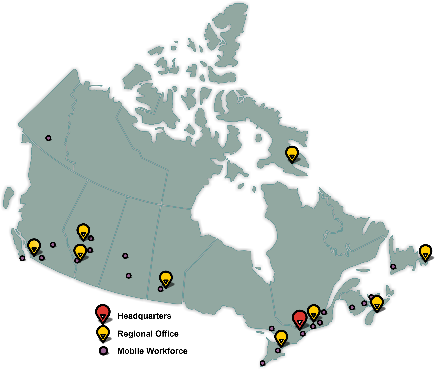 Headquarters
Regional Office
Mobile Workforce